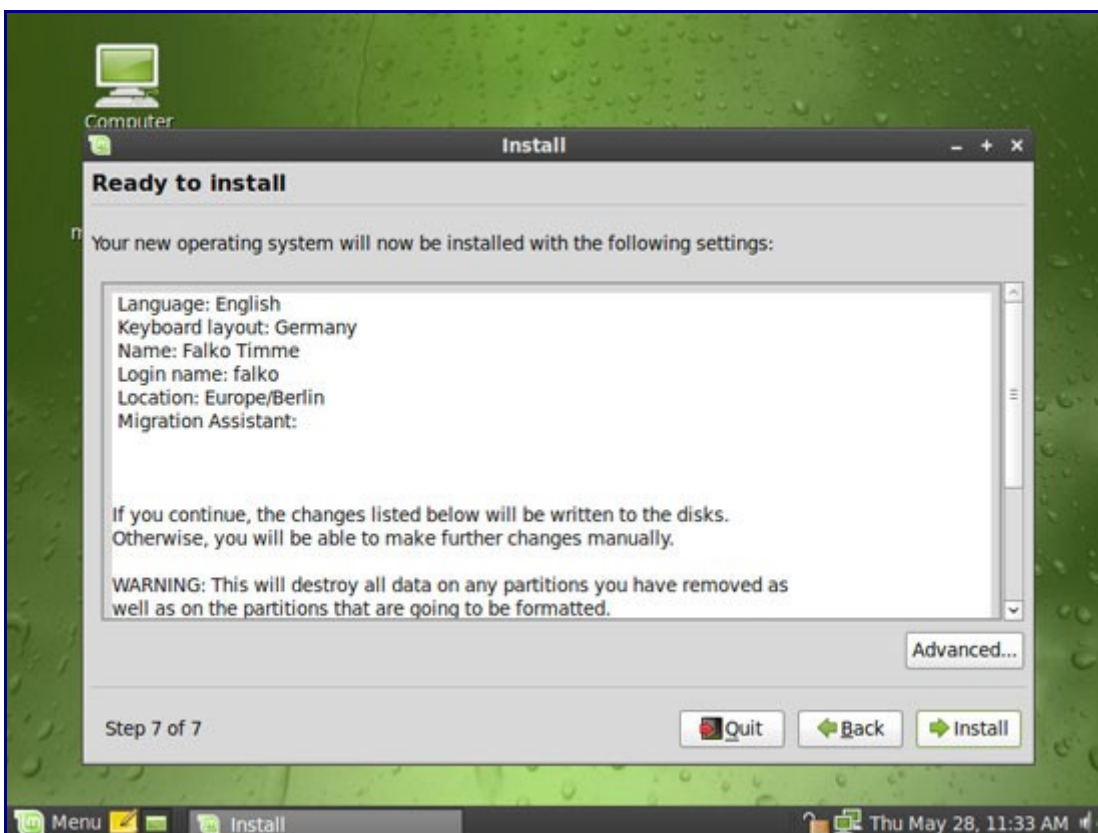 Computer
Install
Ready to install
Your new operating system will now be installed with the following settings:
Language: English
Keyboard layout: Germany
Name: Falko Timme
Login name: falko
Location: Europe/Berlin
Migration Assistant:
If you continue, the changes listed below will be written to the disks.
Otherwise, you will be able to make further changes manually.
WARNING: This will destroy all data on any partitions you have removed as
well as on the partitions that are going to be formatted.
Advanced...
Step 7 of 7
Quit
Back
Install
Menu
Install
Thu May 28, 11:33 AM